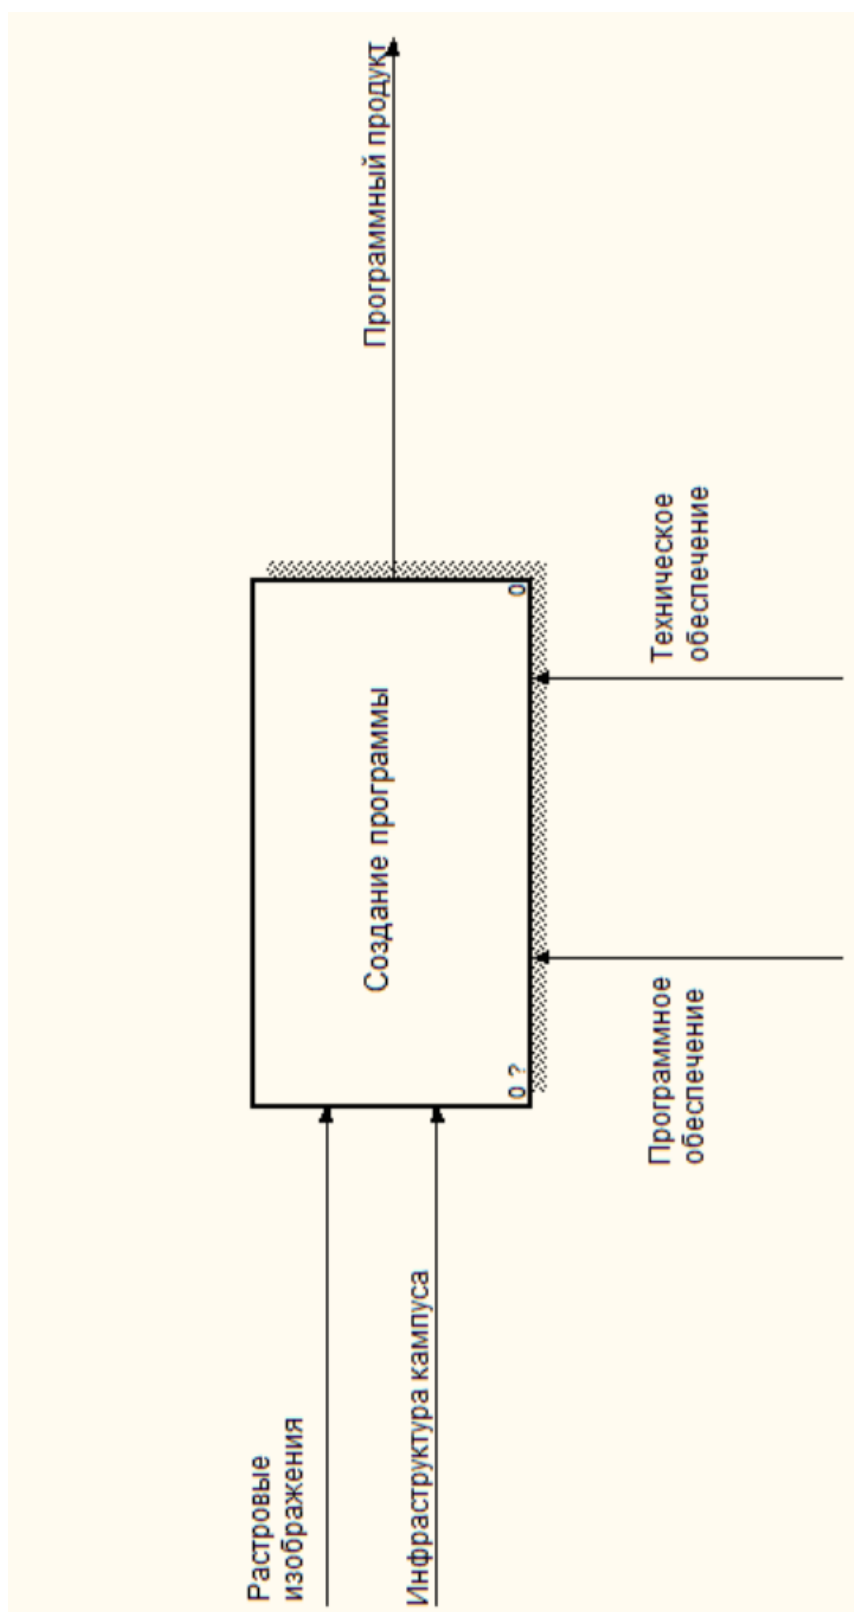 Растровые
изображения
Инфраструктура кампуса
Создание программы
0 ?
0
Программный продукт
Программное
обеспечение
Техническое
обеспечение